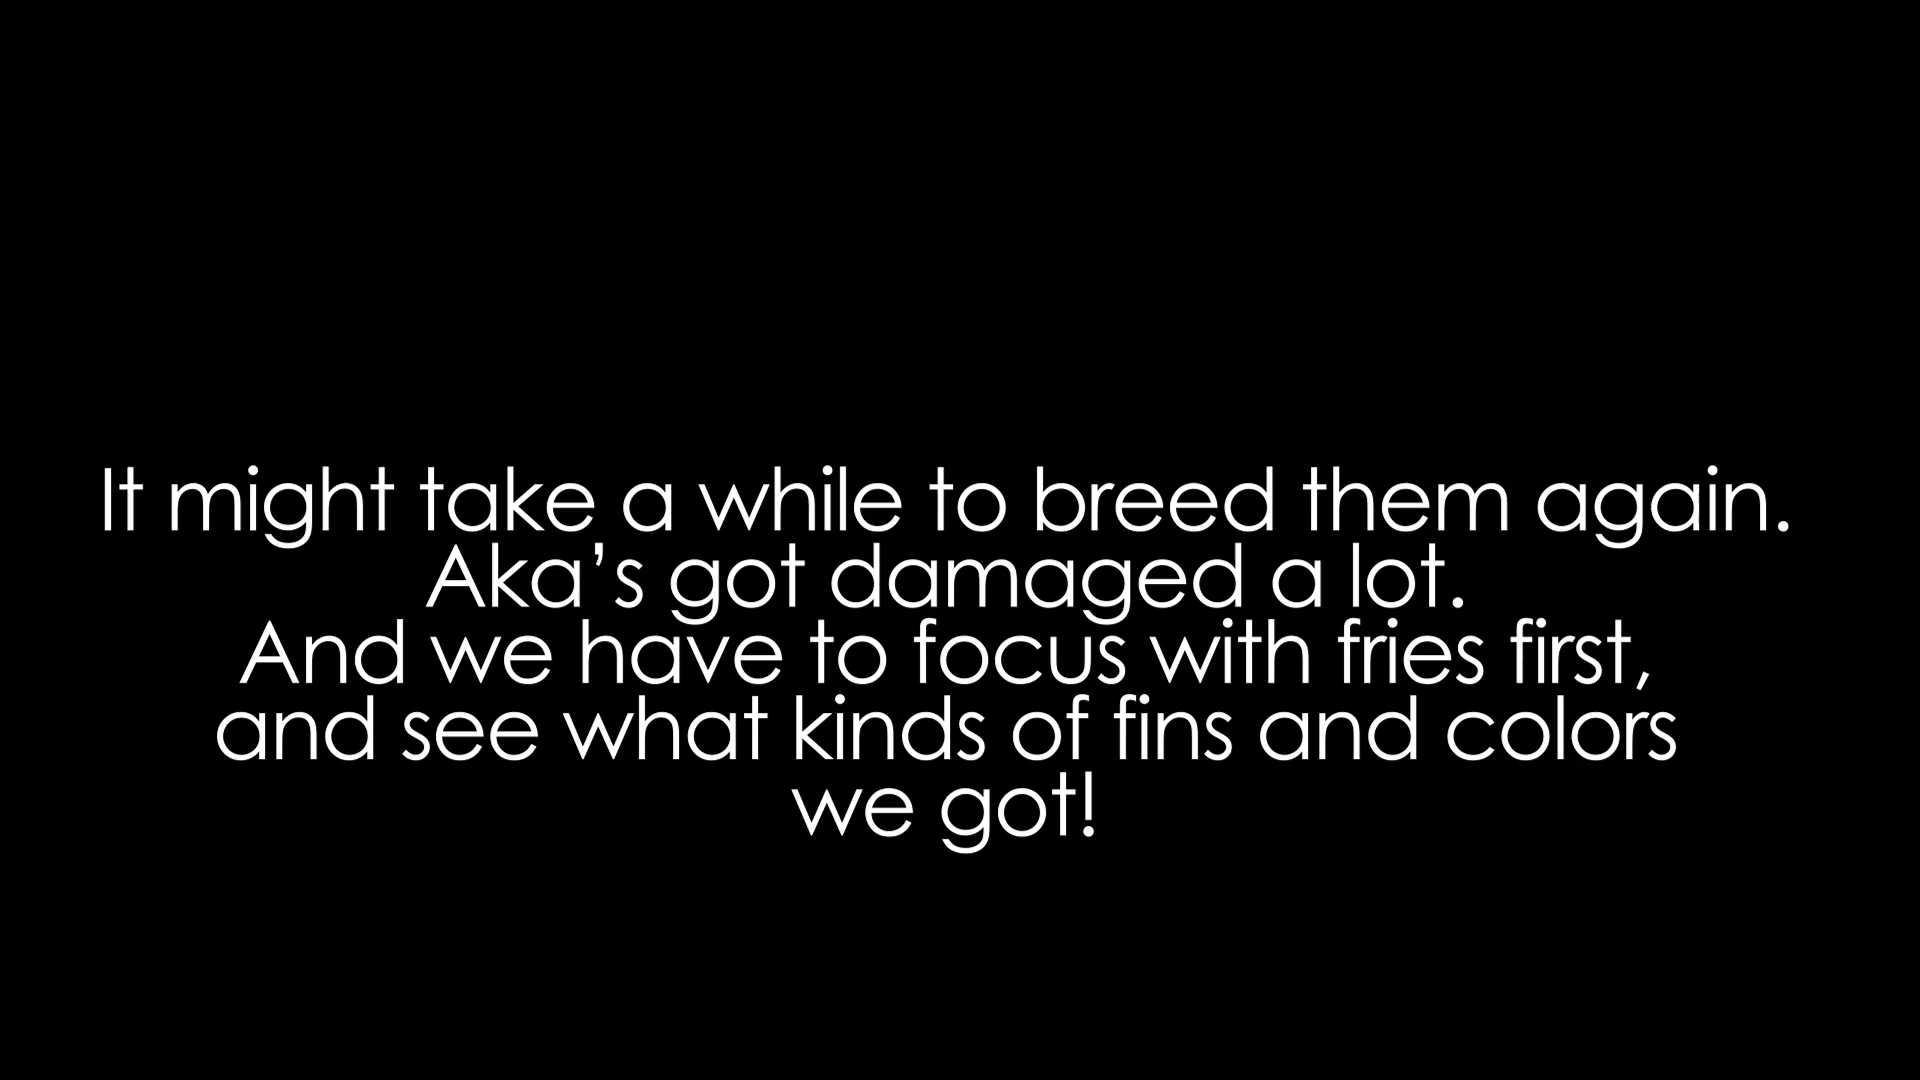 It might take a while to breed them again.
Aka’s got damaged a lot.
And we have to focus with fries first,
and see what kinds of fins and colors
we got!